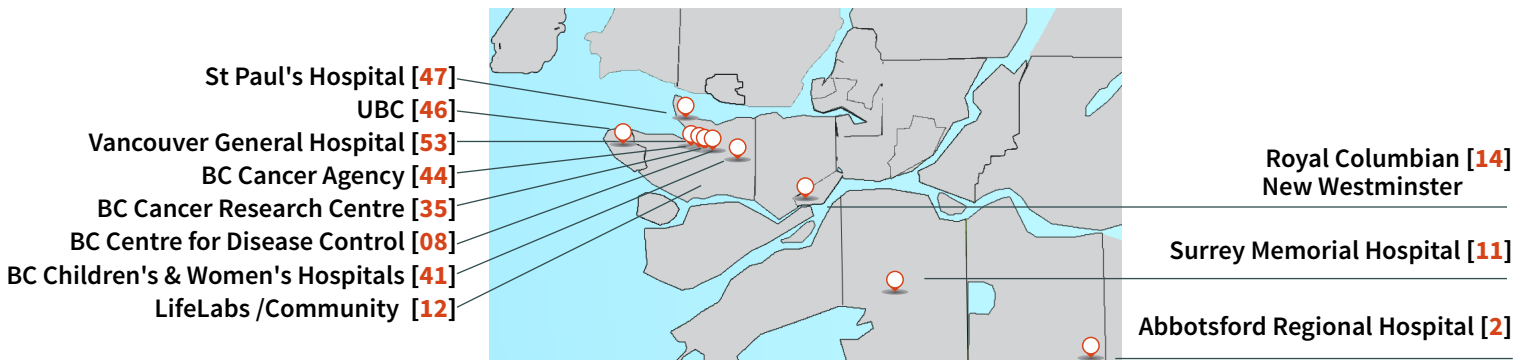 St Paul's Hospital [47]
UBC [46]
Vancouver General Hospital [53]
BC Cancer Agency [44]
BC Cancer Research Centre [35]
BC Centre for Disease Control [08]
BC Children's & Women's Hospitals [41]
LifeLabs /Community [12]
Royal Columbian [14]
New Westminster
Surrey Memorial Hospital [11]
Abbotsford Regional Hospital [2]